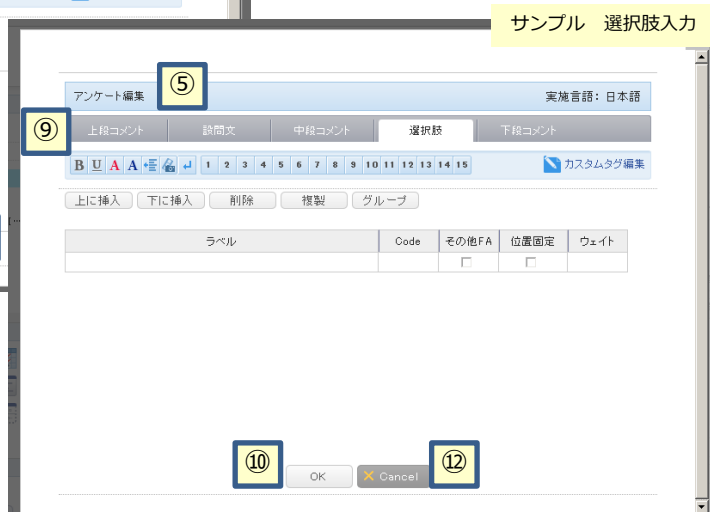 サンプル　選択肢入力
⑤
アンケート編集
実施言語: 日本語
⑨
上段コメント 設問文 中段コメント 選択肢 下段コメント
B U A A 1 2 3 4 5 6 7 8 9 10 11 12 13 14 15 カスタムタグ編集
上に挿入 下に挿入 削除 複製 グループ
ラベル Code その他FA 位置固定 ウェイト
⑩ OK Cancel ⑫